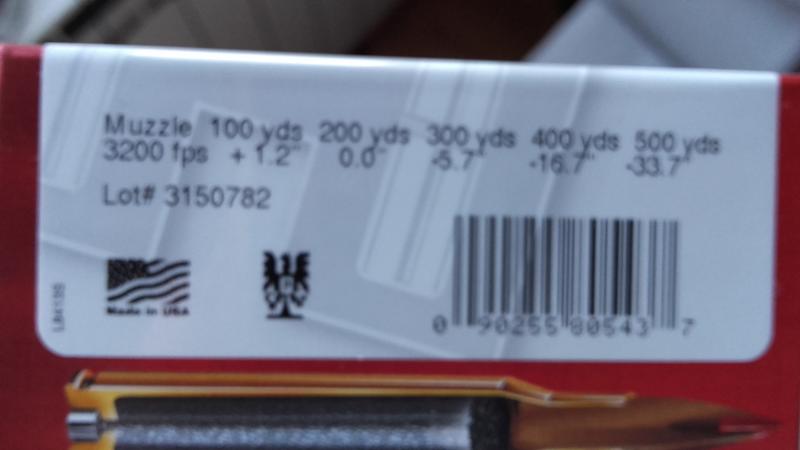 Muzzle 100 yds 200 yds 300 yds 400 yds 500 yds
3200 fps +1.2" 0.0" -5.7" -16.7" -33.7"
Lot# 3150782
Made in USA
0 90255 80543 7